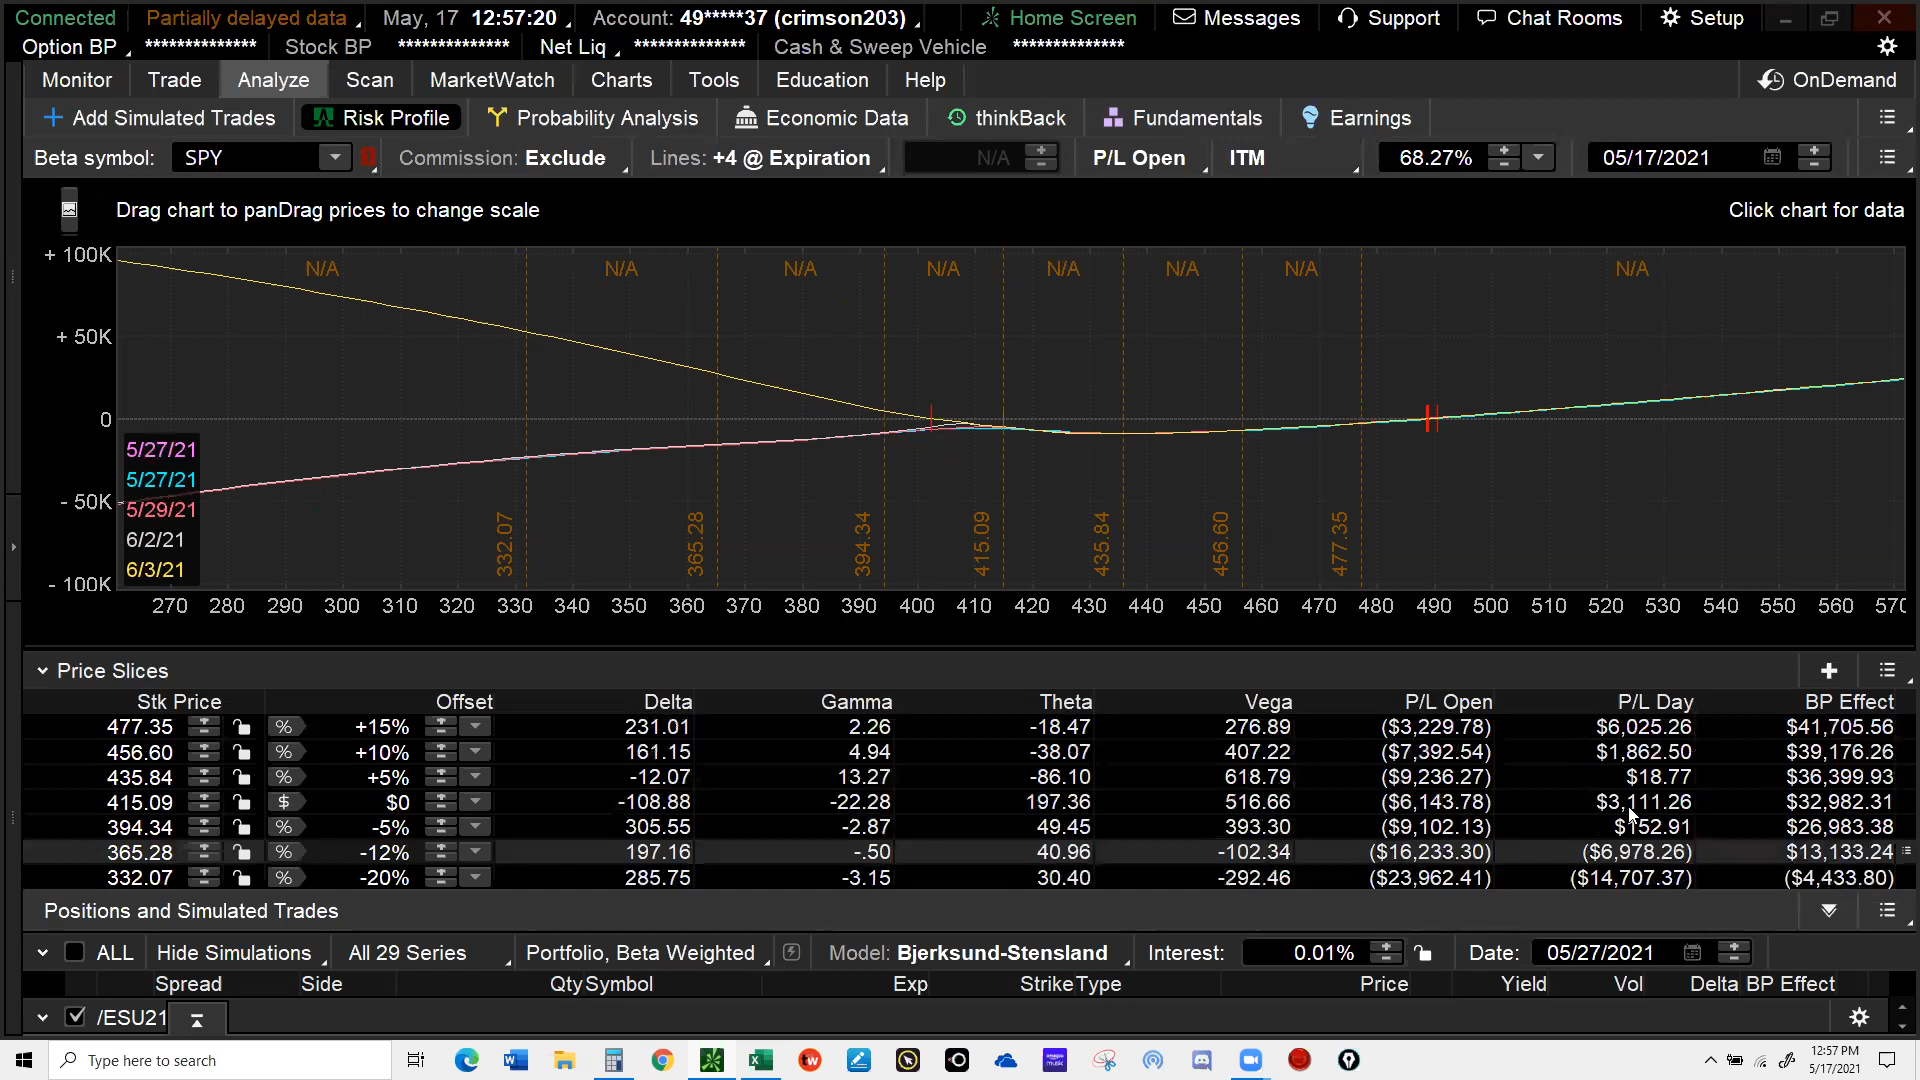 Connected Partially delayed data May, 17 12:57:20 Account: 49*****37 (crimson203) Home Screen Messages Support Chat Rooms Setup
Option BP ************** Stock BP ************** Net Liq ************** Cash & Sweep Vehicle **************
Monitor Trade Analyze Scan MarketWatch Charts Tools Education Help OnDemand
Add Simulated Trades Risk Profile Probability Analysis Economic Data thinkBack Fundamentals Earnings
Beta symbol: SPY Commission: Exclude Lines: +4 @ Expiration N/A P/L Open ITM 68.27% 05/17/2021
Drag chart to panDrag prices to change scale Click chart for data
+ 100K
N/A N/A N/A N/A N/A N/A N/A N/A
+ 50K
0
5/27/21
5/27/21
- 50K
5/29/21
6/2/21
6/3/21
332.07 365.28 394.34 415.09 435.84 456.60 477.35
- 100K
270 280 290 300 310 320 330 340 350 360 370 380 390 400 410 420 430 440 450 460 470 480 490 500 510 520 530 540 550 560 570
Price Slices
Stk Price Offset Delta Gamma Theta Vega P/L Open P/L Day BP Effect
477.35 % +15% 231.01 2.26 -18.47 276.89 ($3,229.78) $6,025.26 $41,705.56
456.60 % +10% 161.15 4.94 -38.07 407.22 ($7,392.54) $1,862.50 $39,176.26
435.84 % +5% -12.07 13.27 -86.10 618.79 ($9,236.27) $18.77 $36,399.93
415.09 $ $0 -108.88 -22.28 197.36 516.66 ($6,143.78) $3,111.26 $32,982.31
394.34 % -5% 305.55 -2.87 49.45 393.30 ($9,102.13) $152.91 $26,983.38
365.28 % -12% 197.16 -.50 40.96 -102.34 ($16,233.30) ($6,978.26) $13,133.24
332.07 % -20% 285.75 -3.15 30.40 -292.46 ($23,962.41) ($14,707.37) ($4,433.80)
Positions and Simulated Trades
ALL Hide Simulations All 29 Series Portfolio, Beta Weighted Model: Bjerksund-Stensland Interest: 0.01% Date: 05/27/2021
Spread Side Qty Symbol Exp Strike Type Price Yield Vol Delta BP Effect
/ESU21
Type here to search
12:57 PM
5/17/2021